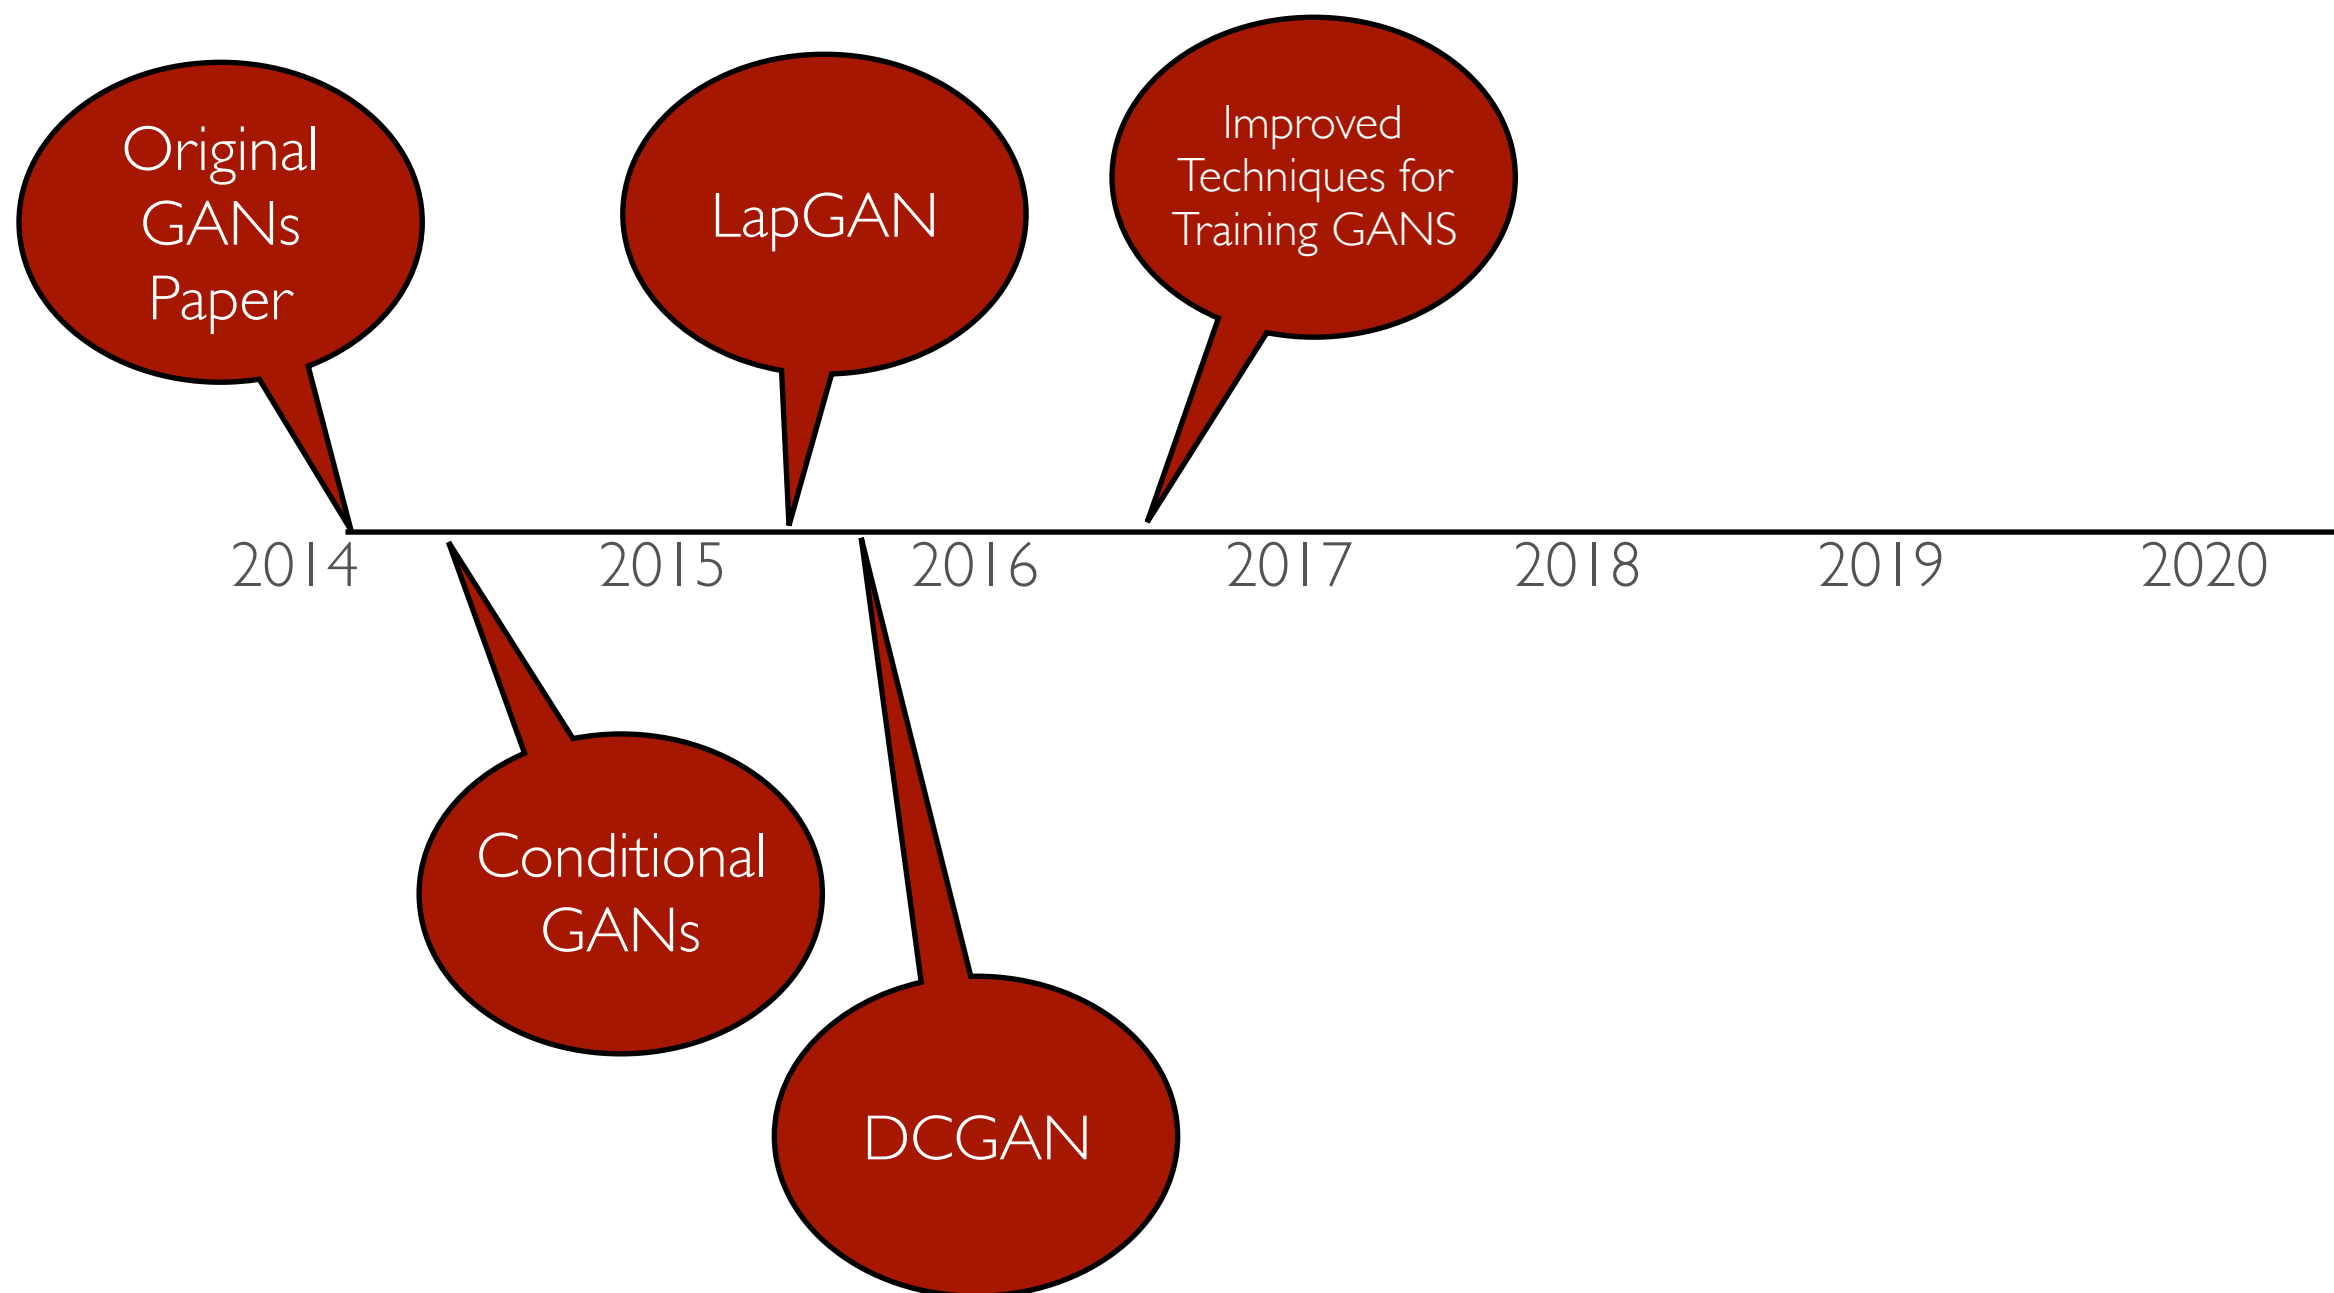 Original
GANs
Paper
LapGAN
Improved
Techniques for
Training GANS
2014
2015
2016
2017
2018
2019
2020
Conditional
GANs
DCGAN